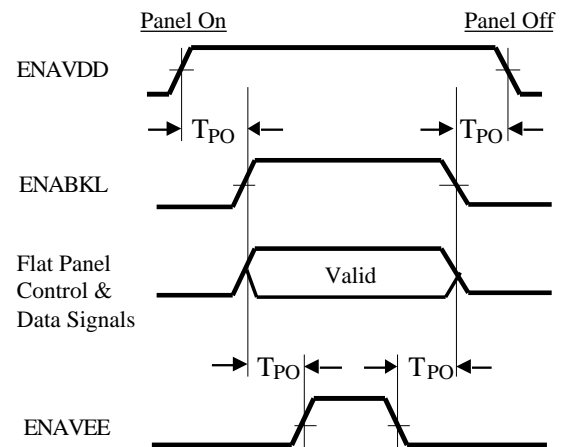 Panel On
Panel Off
ENAVDD
TPO
TPO
ENABKL
Flat Panel
Control &
Data Signals
Valid
TPO
TPO
ENAVEE